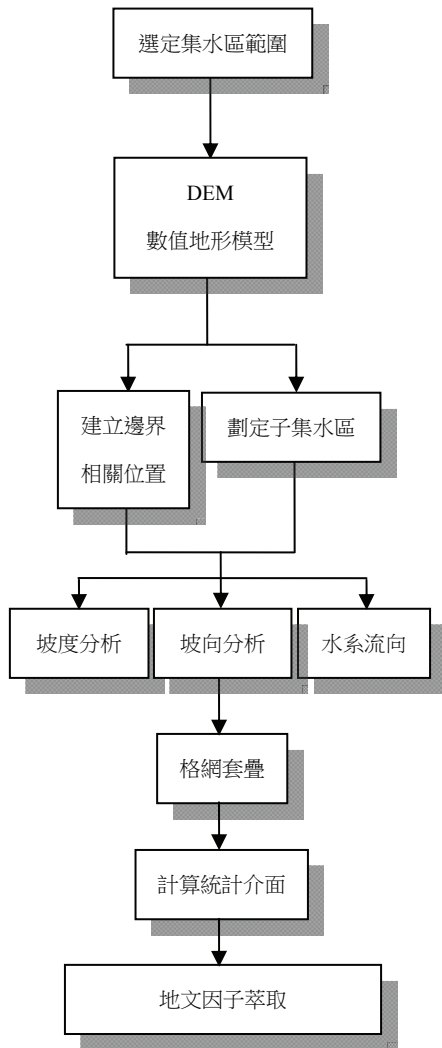 選定集水區範圍
DEM
數值地形模型
建立邊界
相關位置
劃定子集水區
坡度分析
坡向分析
水系流向
格網套疊
計算統計介面
地文因子萃取